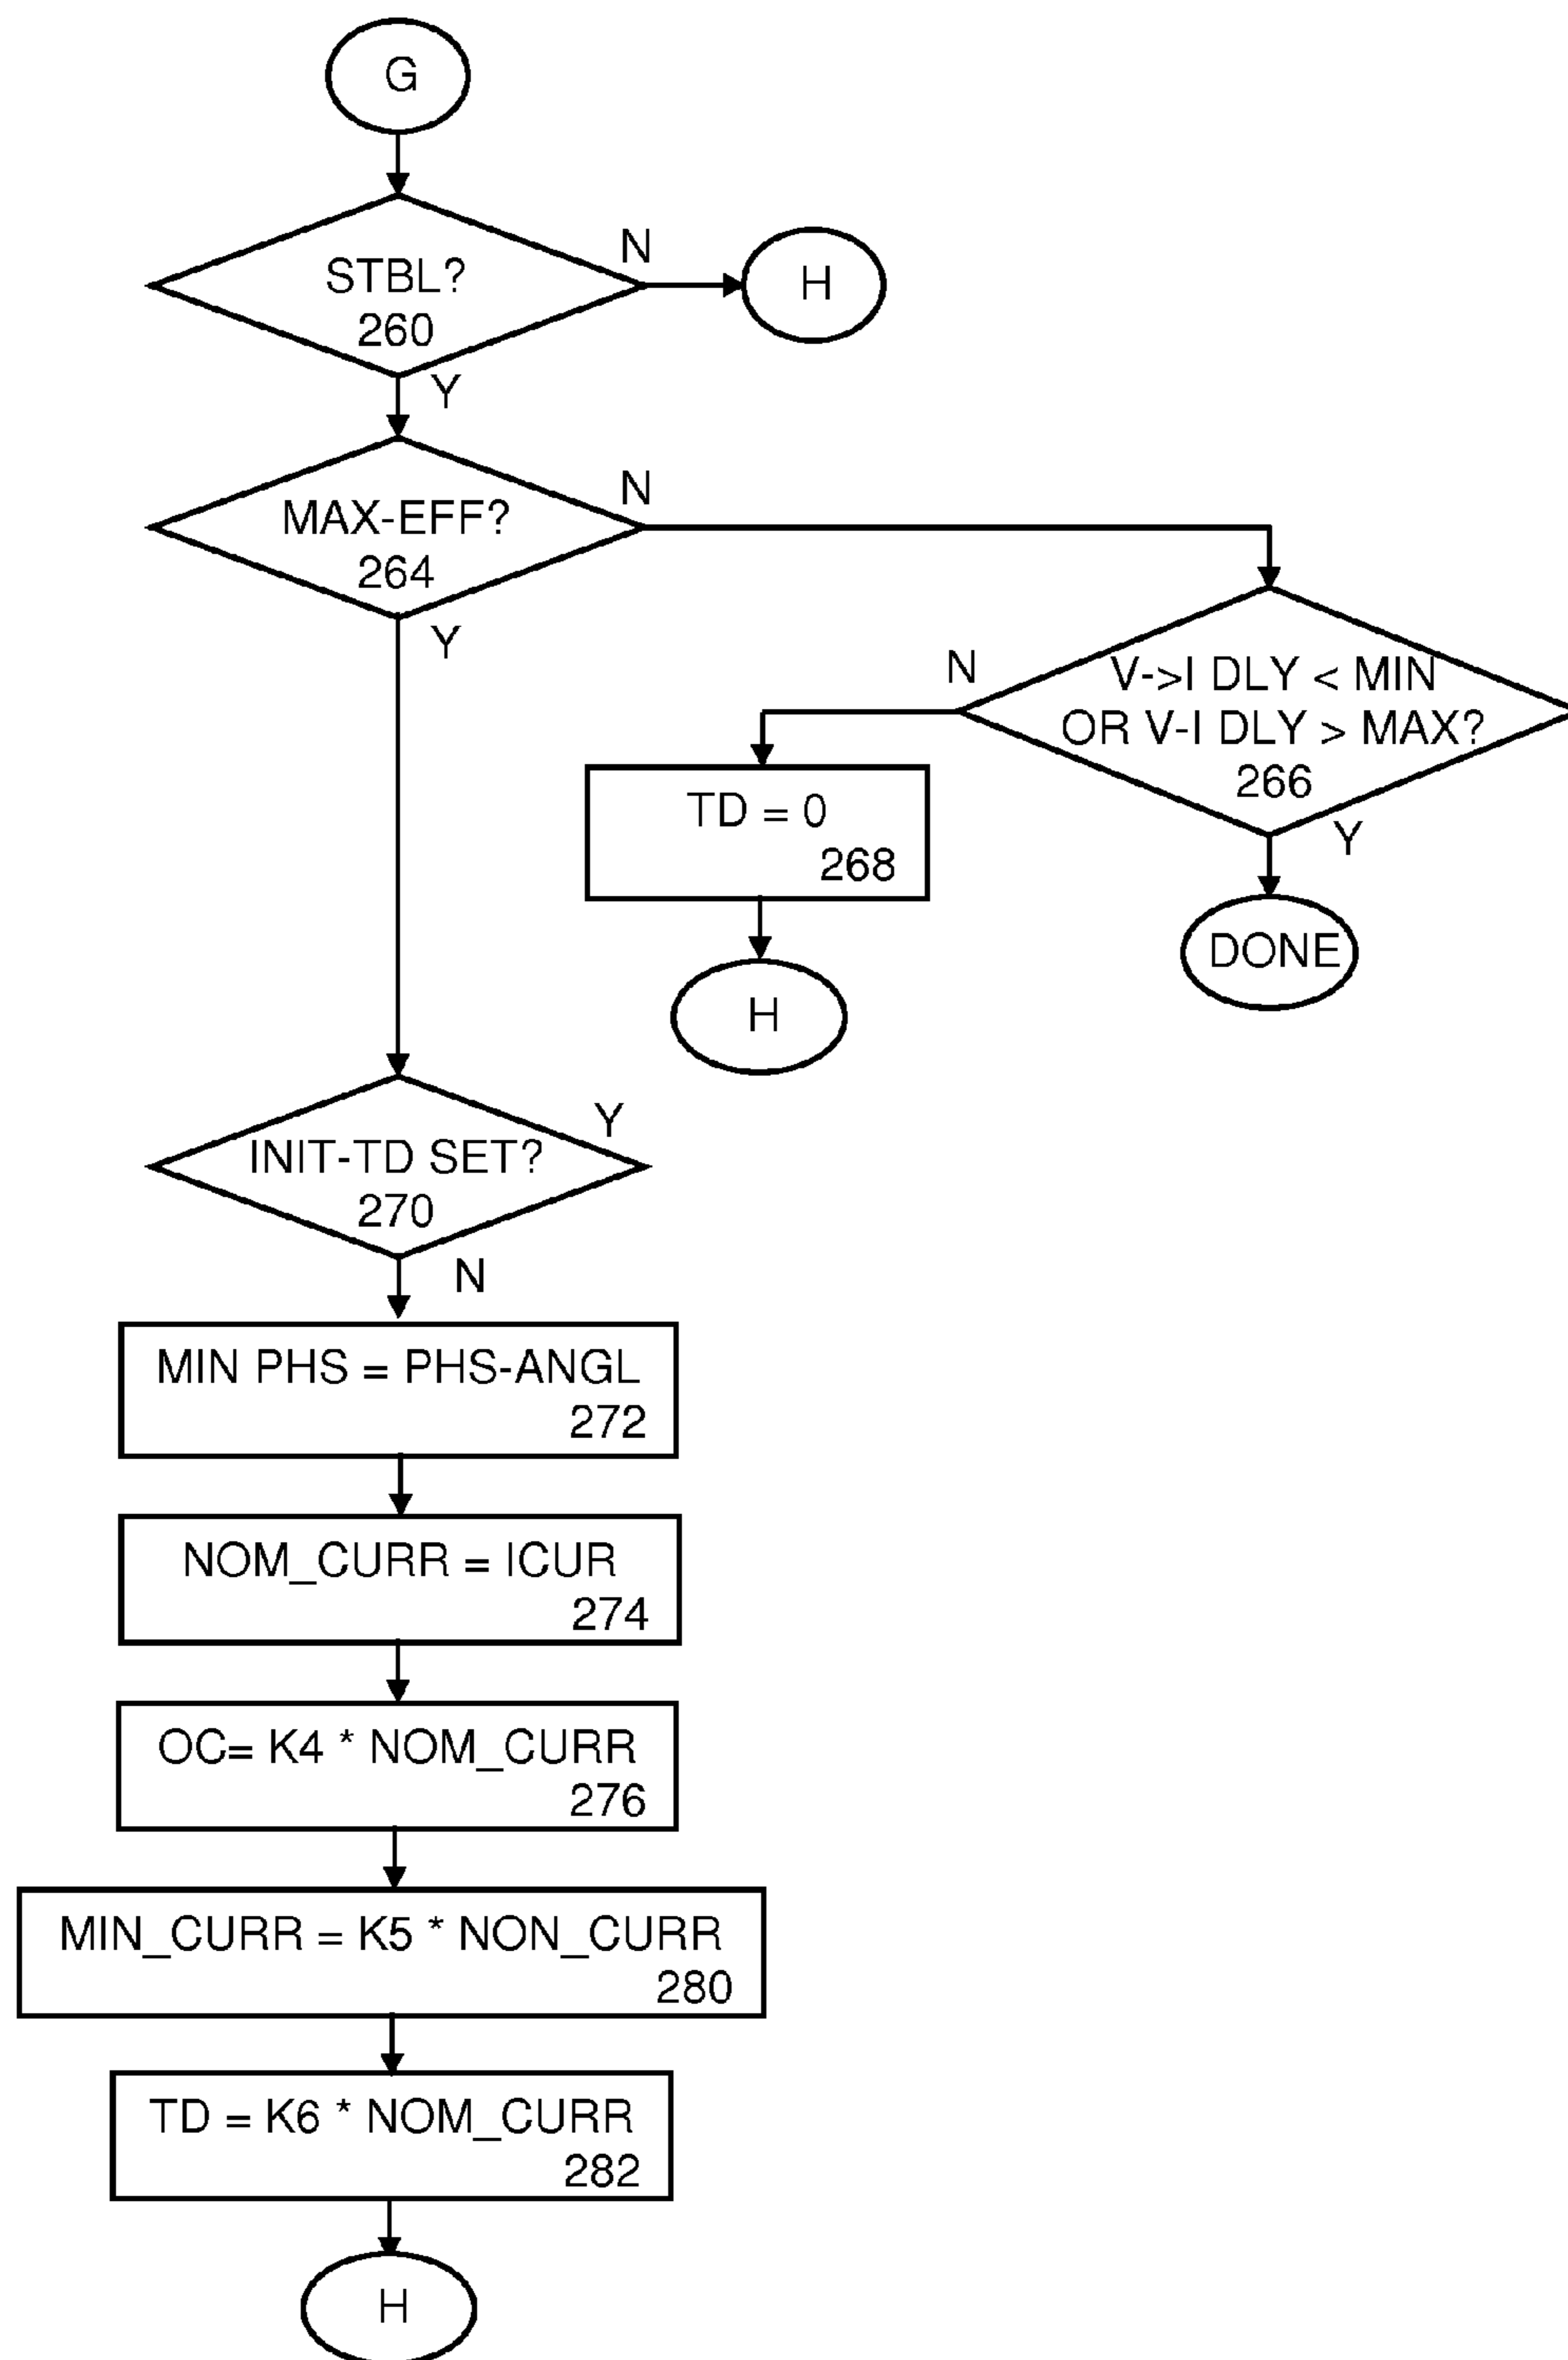 G
STBL?
260
N
H
Y
MAX-EFF?
264
N
Y
V->I DLY < MIN
OR V-I DLY > MAX?
266
N
Y
TD = 0
268
DONE
H
INIT-TD SET?
270
Y
N
MIN PHS = PHS-ANGL
272
NOM_CURR = ICUR
274
OC= K4 * NOM_CURR
276
MIN_CURR = K5 * NON_CURR
280
TD = K6 * NOM_CURR
282
H